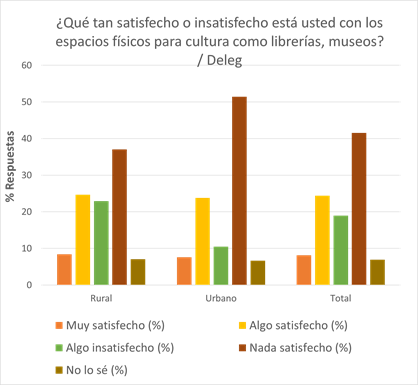 ¿Qué tan satisfecho o insatisfecho está usted con los
espacios físicos para cultura como librerías, museos?
/ Deleg
% Respuestas
60
50
40
30
20
10
0
Rural Urbano Total
Muy satisfecho (%) Algo satisfecho (%)
Algo insatisfecho (%) Nada satisfecho (%)
No lo sé (%)